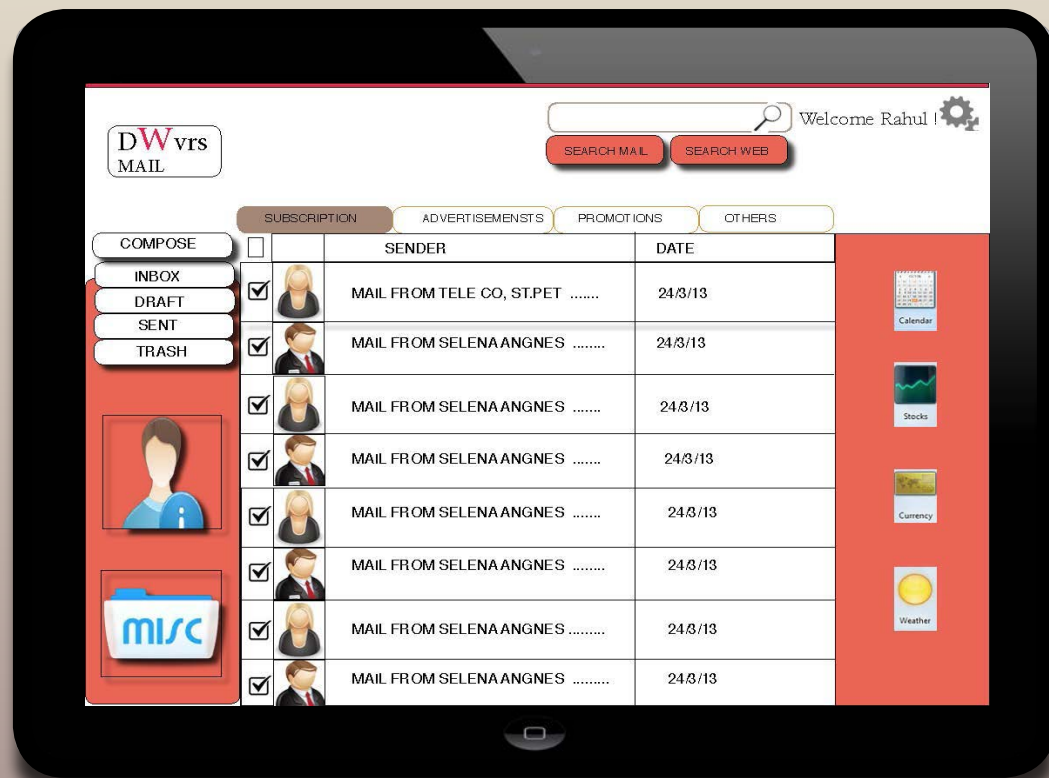 DWvrs
MAIL
Welcome Rahul !
SEARCH MAIL SEARCH WEB
SUBSCRIPTION ADVERTISEMENSTS PROMOTIONS OTHERS
COMPOSE
INBOX
DRAFT
SENT
TRASH
misc
SENDER DATE
MAIL FROM TELE CO, ST.PET ....... 24/3/13
MAIL FROM SELENA ANGNES ........ 24/3/13
MAIL FROM SELENA ANGNES ....... 24/3/13
MAIL FROM SELENA ANGNES ....... 24/3/13
MAIL FROM SELENA ANGNES ....... 24/3/13
MAIL FROM SELENA ANGNES ........ 24/3/13
MAIL FROM SELENA ANGNES ......... 24/3/13
MAIL FROM SELENA ANGNES ......... 24/3/13
Calendar
Stocks
Currency
Weather